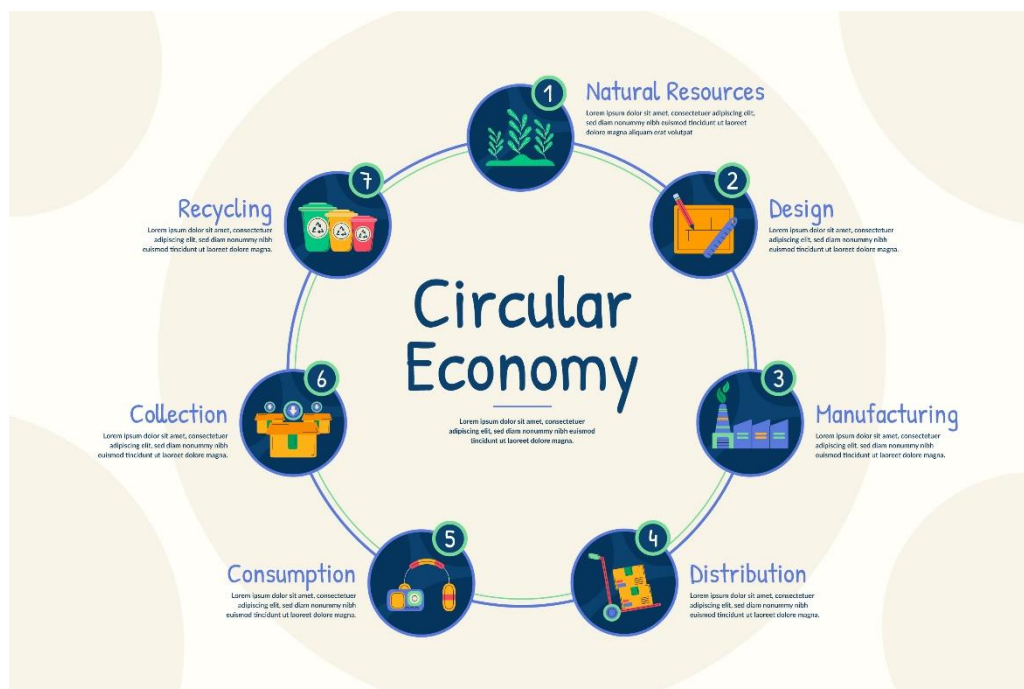 Circular
Economy
Lorem ipsum dolor sit amet, consectetuer
adipiscing elit, sed diam nonummy nibh euismod
tincidunt ut laoreet dolore magna.
1
Natural Resources
Lorem ipsum dolor sit amet, consectetuer adipiscing elit,
sed diam nonummy nibh euismod tincidunt ut laoreet
dolore magna aliquam erat volutpat
2
Design
Lorem ipsum dolor sit amet, consectetuer
adipiscing elit, sed diam nonummy nibh
euismod tincidunt ut laoreet dolore magna.
3
Manufacturing
Lorem ipsum dolor sit amet, consectetuer
adipiscing elit, sed diam nonummy nibh
euismod tincidunt ut laoreet dolore magna.
4
Distribution
Lorem ipsum dolor sit amet, consectetuer
adipiscing elit, sed diam nonummy nibh
euismod tincidunt ut laoreet dolore magna.
5
Consumption
Lorem ipsum dolor sit amet, consectetuer
adipiscing elit, sed diam nonummy nibh
euismod tincidunt ut laoreet dolore magna.
6
Collection
Lorem ipsum dolor sit amet, consectetuer
adipiscing elit, sed diam nonummy nibh
euismod tincidunt ut laoreet dolore magna.
7
Recycling
Lorem ipsum dolor sit amet, consectetuer
adipiscing elit, sed diam nonummy nibh
euismod tincidunt ut laoreet dolore magna.